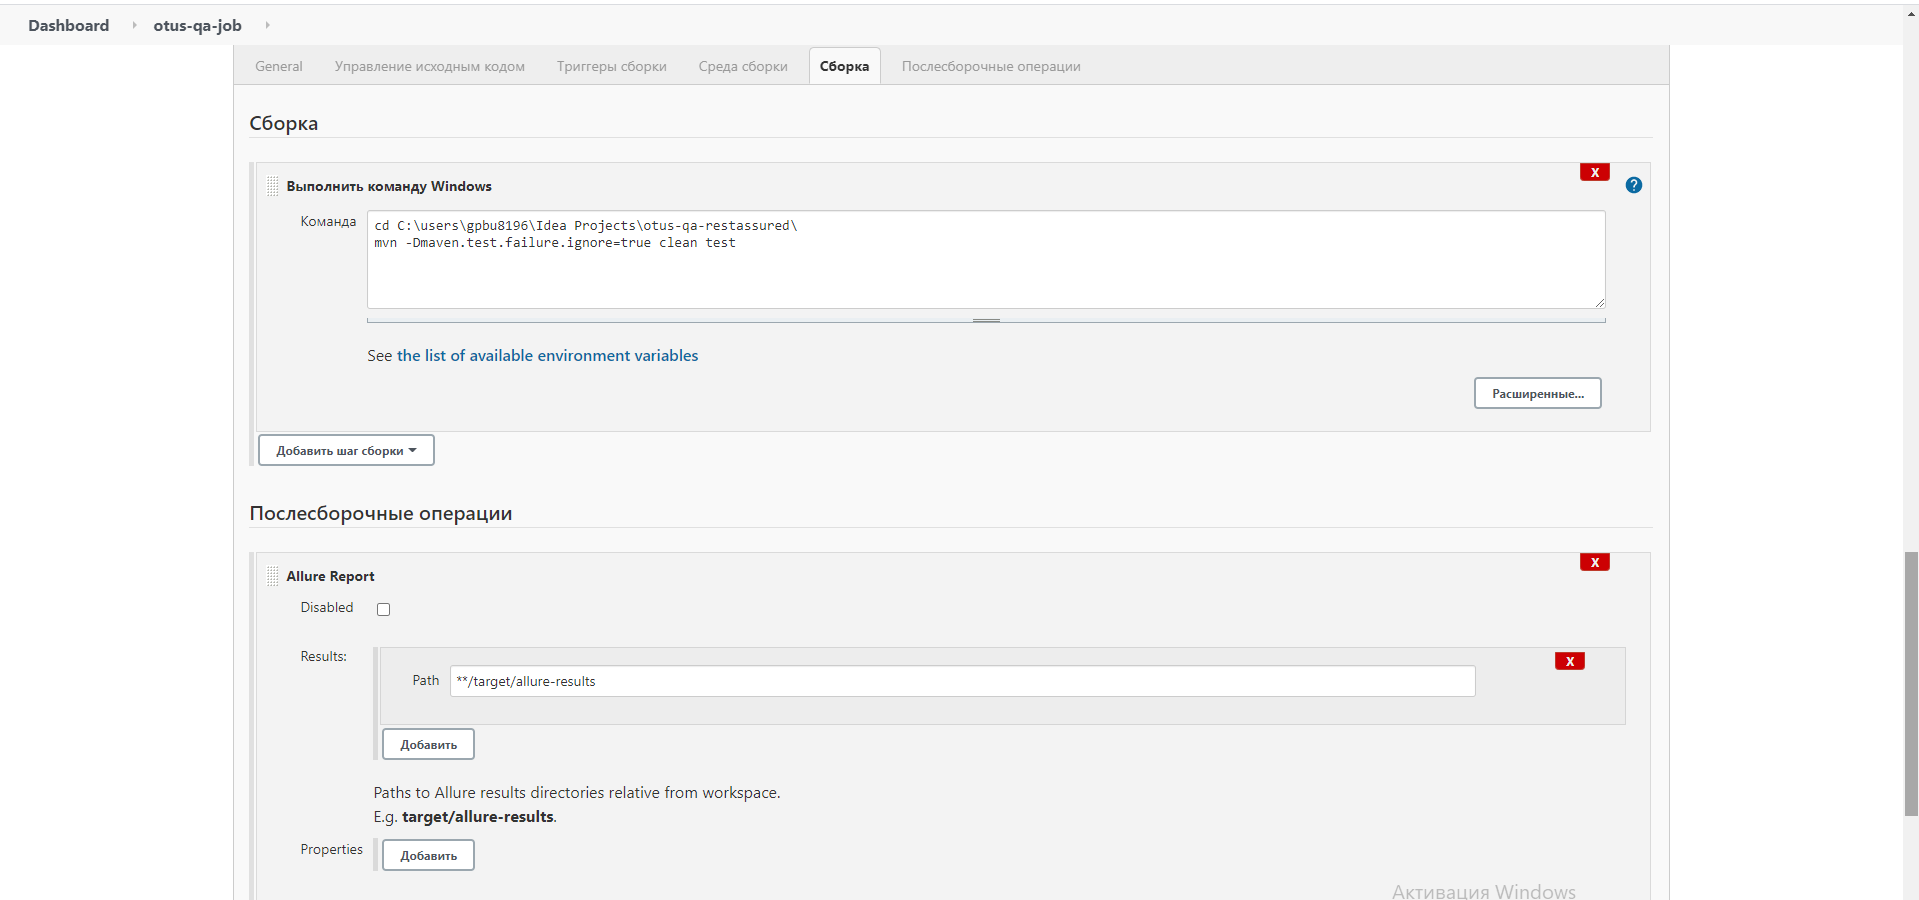 Dashboard otus-qa-job
General Управление исходным кодом Триггеры сборки Среда сборки Сборка Послесборочные операции
Сборка
X
Выполнить команду Windows ?
Команда
cd C:\users\gpbu8196\Idea Projects\otus-qa-restassured\
mvn -Dmaven.test.failure.ignore=true clean test
See the list of available environment variables
Расширенные...
Добавить шаг сборки
Послесборочные операции
X
Allure Report
Disabled
Results:
X
Path **/target/allure-results
Добавить
Paths to Allure results directories relative from workspace.
E.g. target/allure-results.
Properties Добавить
Активация Windows